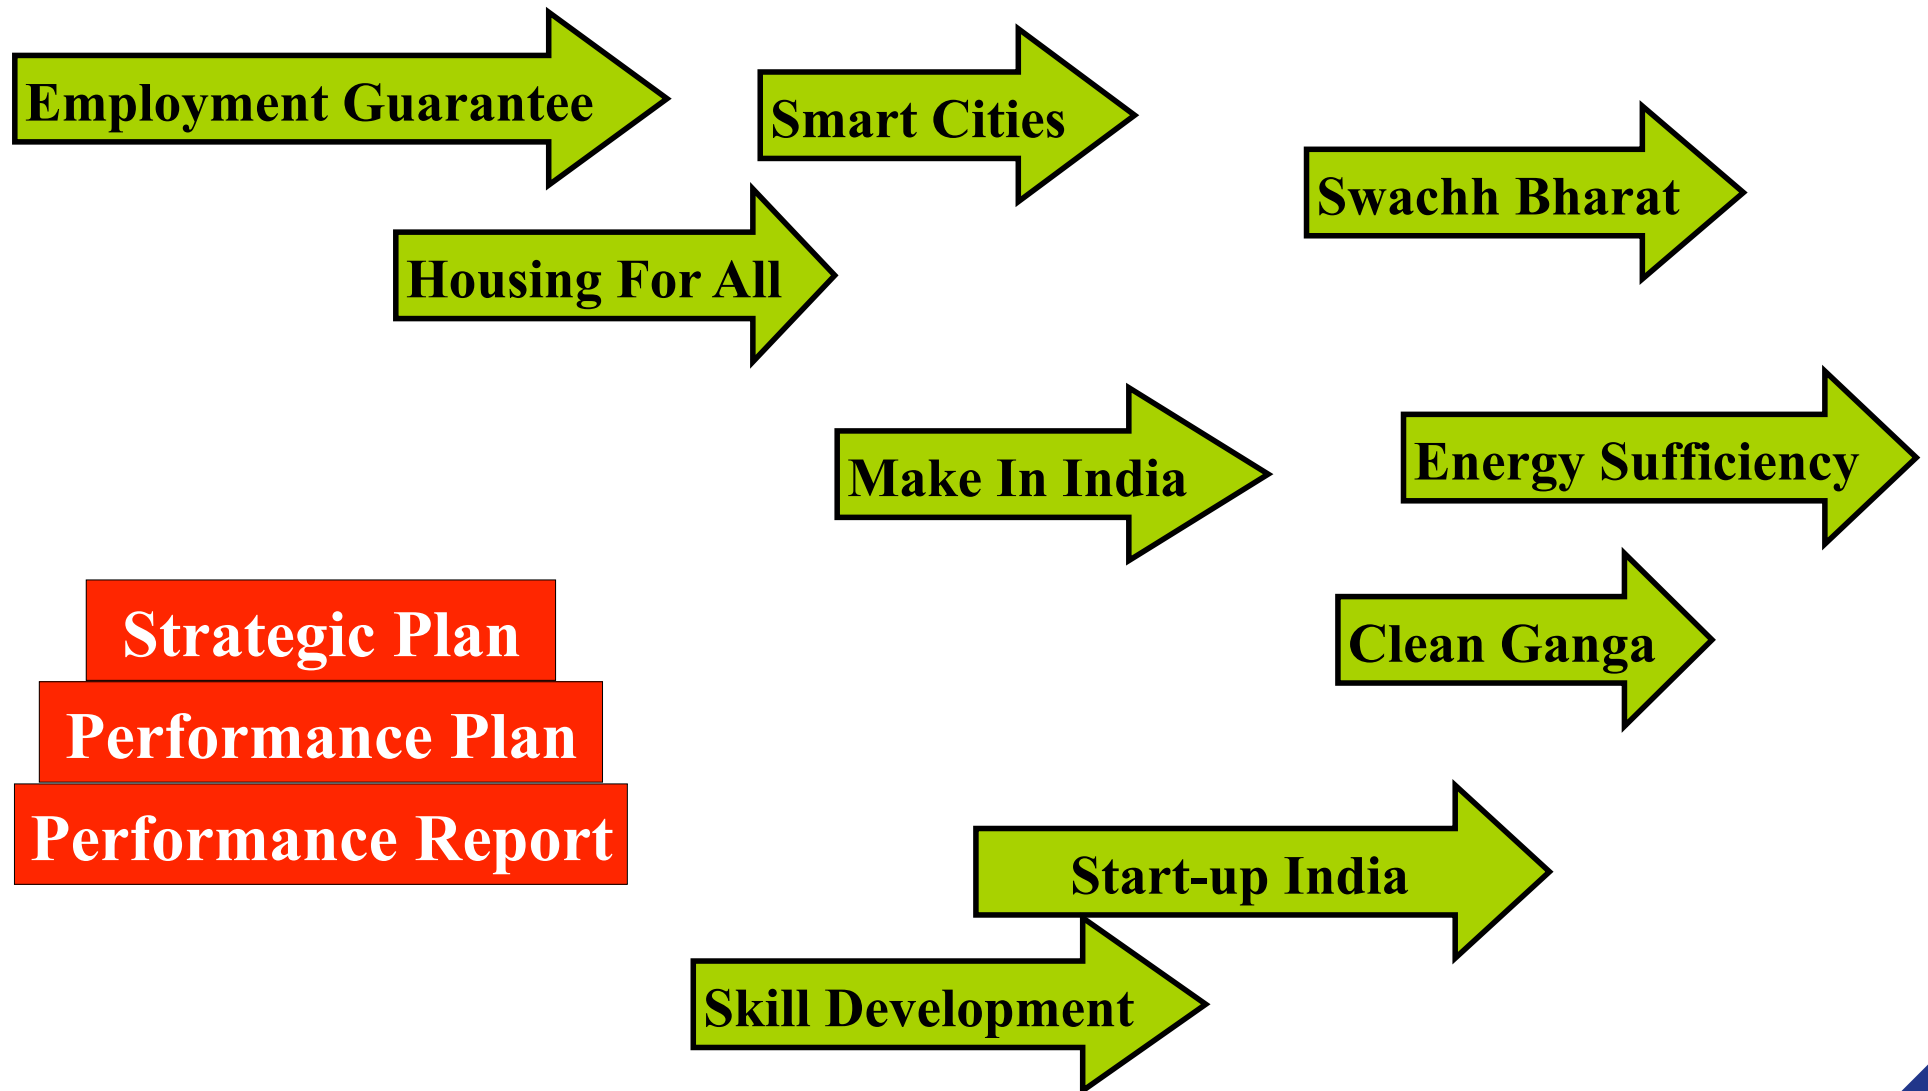 Employment Guarantee
Smart Cities
Swachh Bharat
Housing For All
Make In India
Energy Sufficiency
Strategic Plan
Clean Ganga
Performance Plan
Performance Report
Start-up India
Skill Development